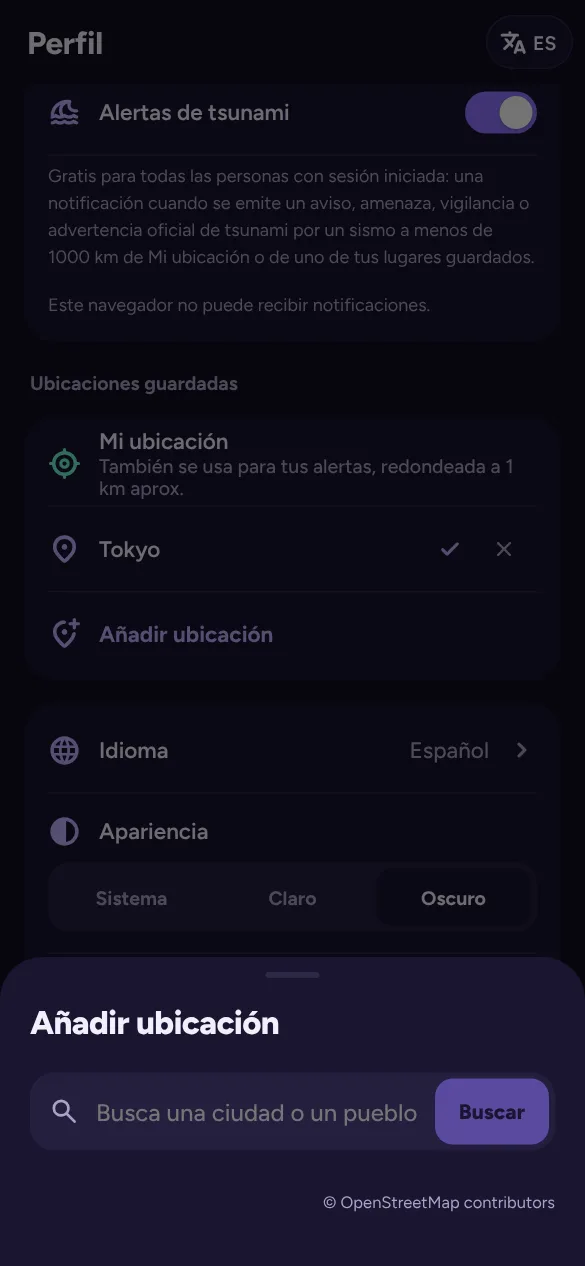 Perfil
ES
Alertas de tsunami
Gratis para todas las personas con sesión iniciada: una
notificación cuando se emite un aviso, amenaza, vigilancia o
advertencia oficial de tsunami por un sismo a menos de
1000 km de Mi ubicación o de uno de tus lugares guardados.
Este navegador no puede recibir notificaciones.
Ubicaciones guardadas
Mi ubicación
También se usa para tus alertas, redondeada a 1
km aprox.
Tokyo
Añadir ubicación
Idioma
Español
Apariencia
Sistema
Claro
Oscuro
Añadir ubicación
Busca una ciudad o un pueblo
Buscar
© OpenStreetMap contributors